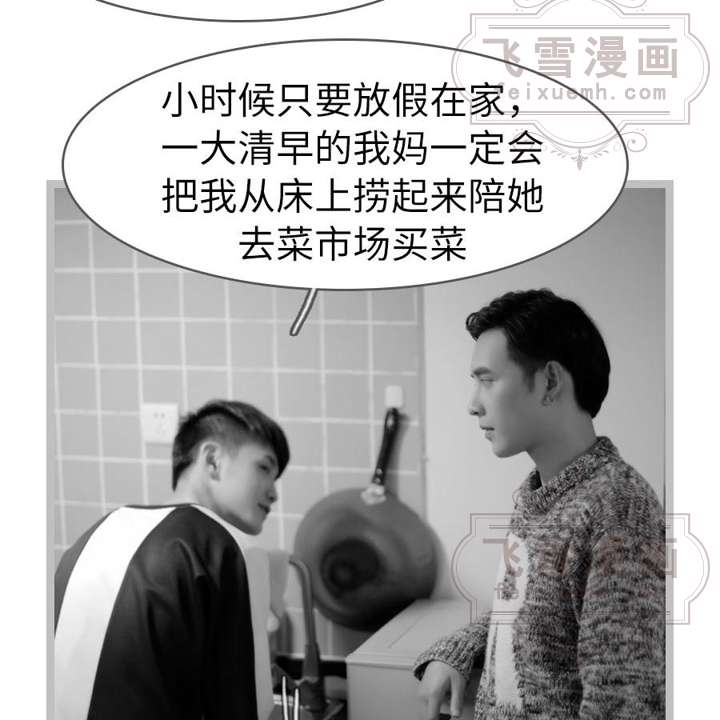 飞雪漫画
feixuemh.com
小时候只要放假在家，
一大清早的我妈一定会
把我从床上捞起来陪她
去菜市场买菜